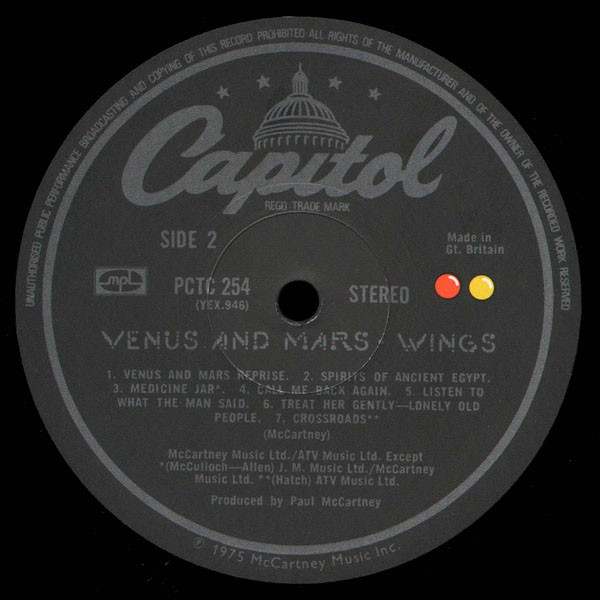 UNAUTHORISED PUBLIC PERFORMANCE BROADCASTING AND COPYING OF THIS RECORD PROHIBITED ALL RIGHTS OF THE MANUFACTURER AND OF THE OWNER OF THE RECORDED WORK RESERVED
Capitol
REGD. TRADE MARK
SIDE 2
Made in
Gt. Britain
mpl
PCTC 254
(YEX.946)
STEREO
VENUS AND MARS · WINGS
1. VENUS AND MARS REPRISE. 2. SPIRITS OF ANCIENT EGYPT.
3. MEDICINE JAR*. 4. CALL ME BACK AGAIN. 5. LISTEN TO
WHAT THE MAN SAID. 6. TREAT HER GENTLY—LONELY OLD
PEOPLE. 7. CROSSROADS**
(McCartney)
McCartney Music Ltd./ATV Music Ltd. Except
*(McCulloch—Allen) J. M. Music Ltd./McCartney
Music Ltd. **(Hatch) ATV Music Ltd.
Produced by Paul McCartney
℗ 1975 McCartney Music Inc.